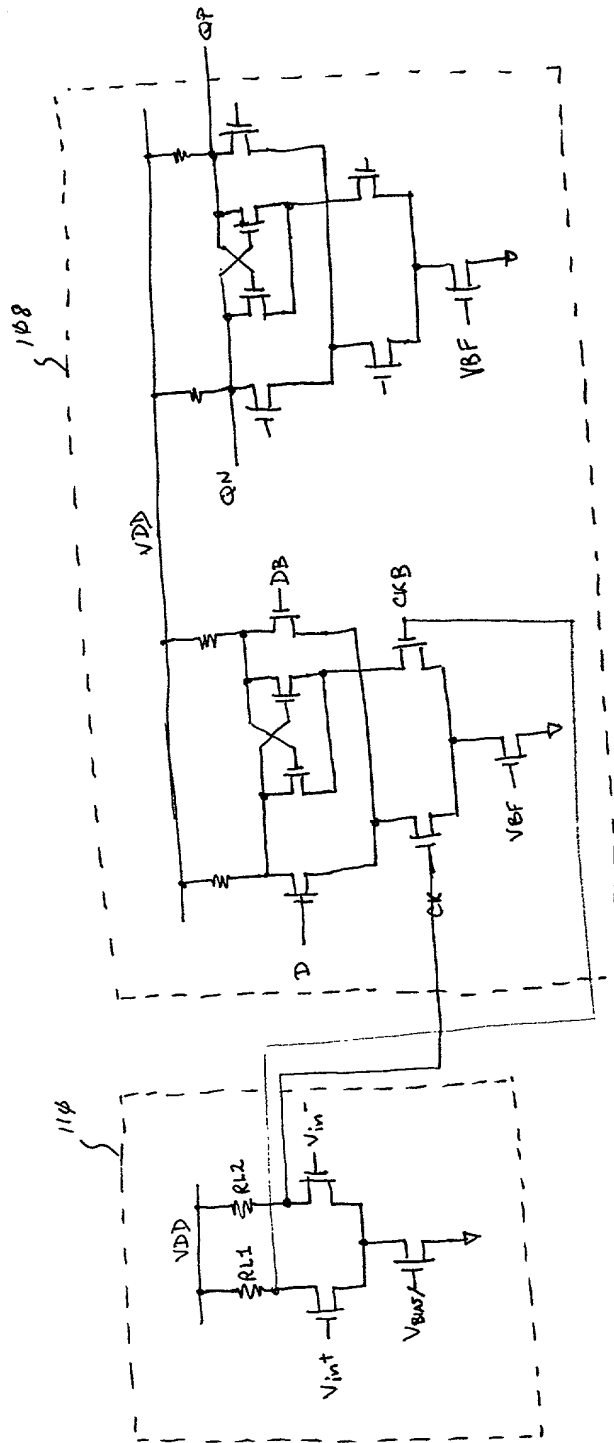 110
VDD
RL1
RL2
Vin+
Vin-
VBIAS
108
VDD
D
DB
CK
CKB
VBF
QN
QP
VBF